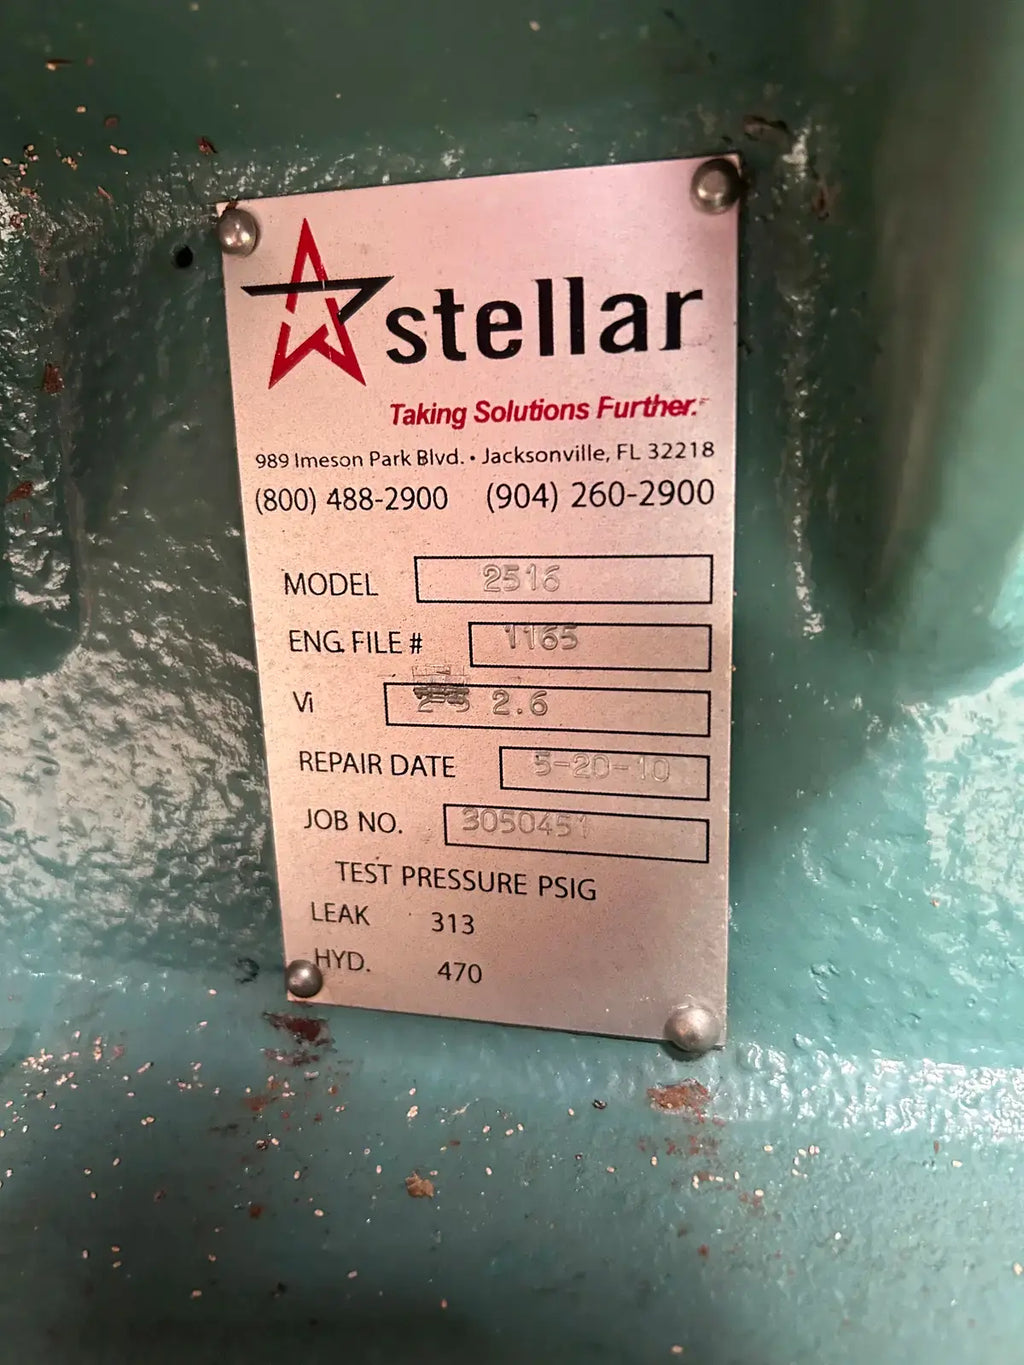 stellar
Taking Solutions Further.
989 Imeson Park Blvd. • Jacksonville, FL 32218
(800) 488-2900 (904) 260-2900
MODEL 2516
ENG. FILE # 1165
Vi 2.6
REPAIR DATE 5-20-10
JOB NO. 3050451
TEST PRESSURE PSIG
LEAK 313
HYD. 470